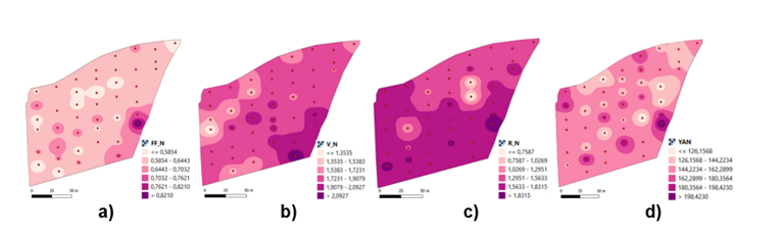 FF_N
<= 0,5854
0,5854 - 0,6443
0,6443 - 0,7032
0,7032 - 0,7621
0,7621 - 0,8210
> 0,8210
0 25 50 m
a)
V_N
<= 1,3535
1,3535 - 1,5383
1,5383 - 1,7231
1,7231 - 1,9079
1,9079 - 2,0927
> 2,0927
0 25 50 m
b)
R_N
<= 0,7587
0,7587 - 1,0269
1,0269 - 1,2951
1,2951 - 1,5633
1,5633 - 1,8315
> 1,8315
0 25 50 m
c)
YAN
<= 126,1568
126,1568 - 144,2234
144,2234 - 162,2899
162,2899 - 180,3564
180,3564 - 198,4230
> 198,4230
0 25 50 m
d)